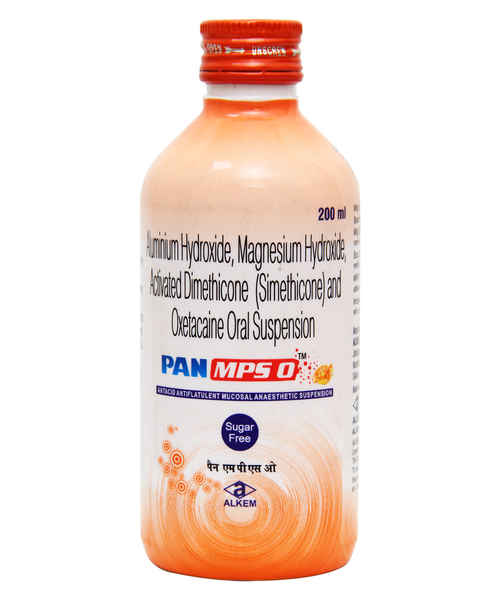 200 ml
Aluminium Hydroxide, Magnesium Hydroxide,
Activated Dimethicone (Simethicone) and
Oxetacaine Oral Suspension
PAN MPS O TM
ANTACID ANTIFLATULENT MUCOSAL ANAESTHETIC SUSPENSION
Sugar
Free
पैन एम पी एस ओ
a
ALKEM